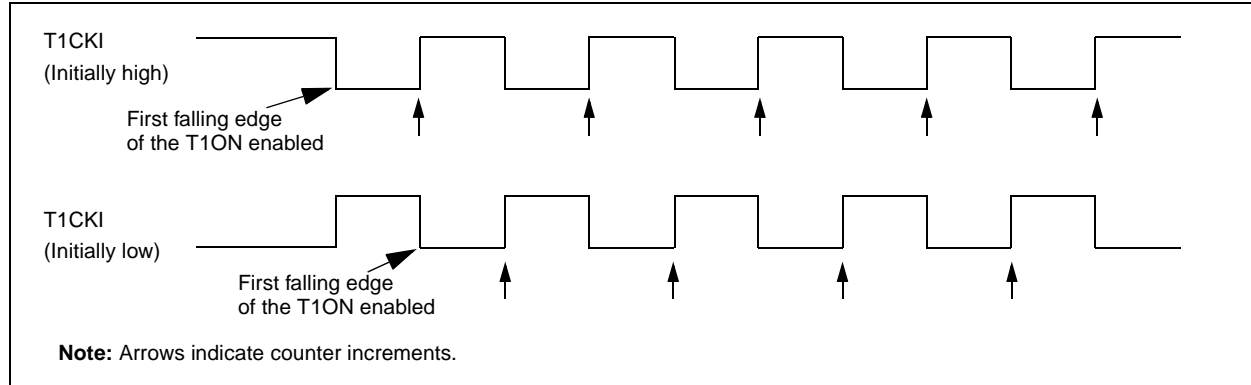 T1CKI
(Initially high)
First falling edge
of the T1ON enabled
T1CKI
(Initially low)
First falling edge
of the T1ON enabled
Note: Arrows indicate counter increments.